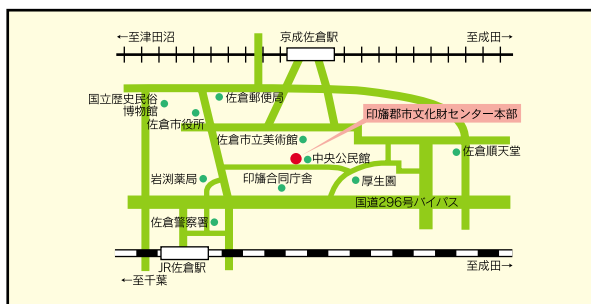 ←至津田沼
京成佐倉駅
至成田→
国立歴史民俗
博物館
佐倉郵便局
佐倉市役所
印旛郡市文化財センター本部
佐倉市立美術館
佐倉順天堂
中央公民館
岩渕薬局
印旛合同庁舎
厚生園
国道296号バイパス
佐倉警察署
JR佐倉駅
至成田→
←至千葉